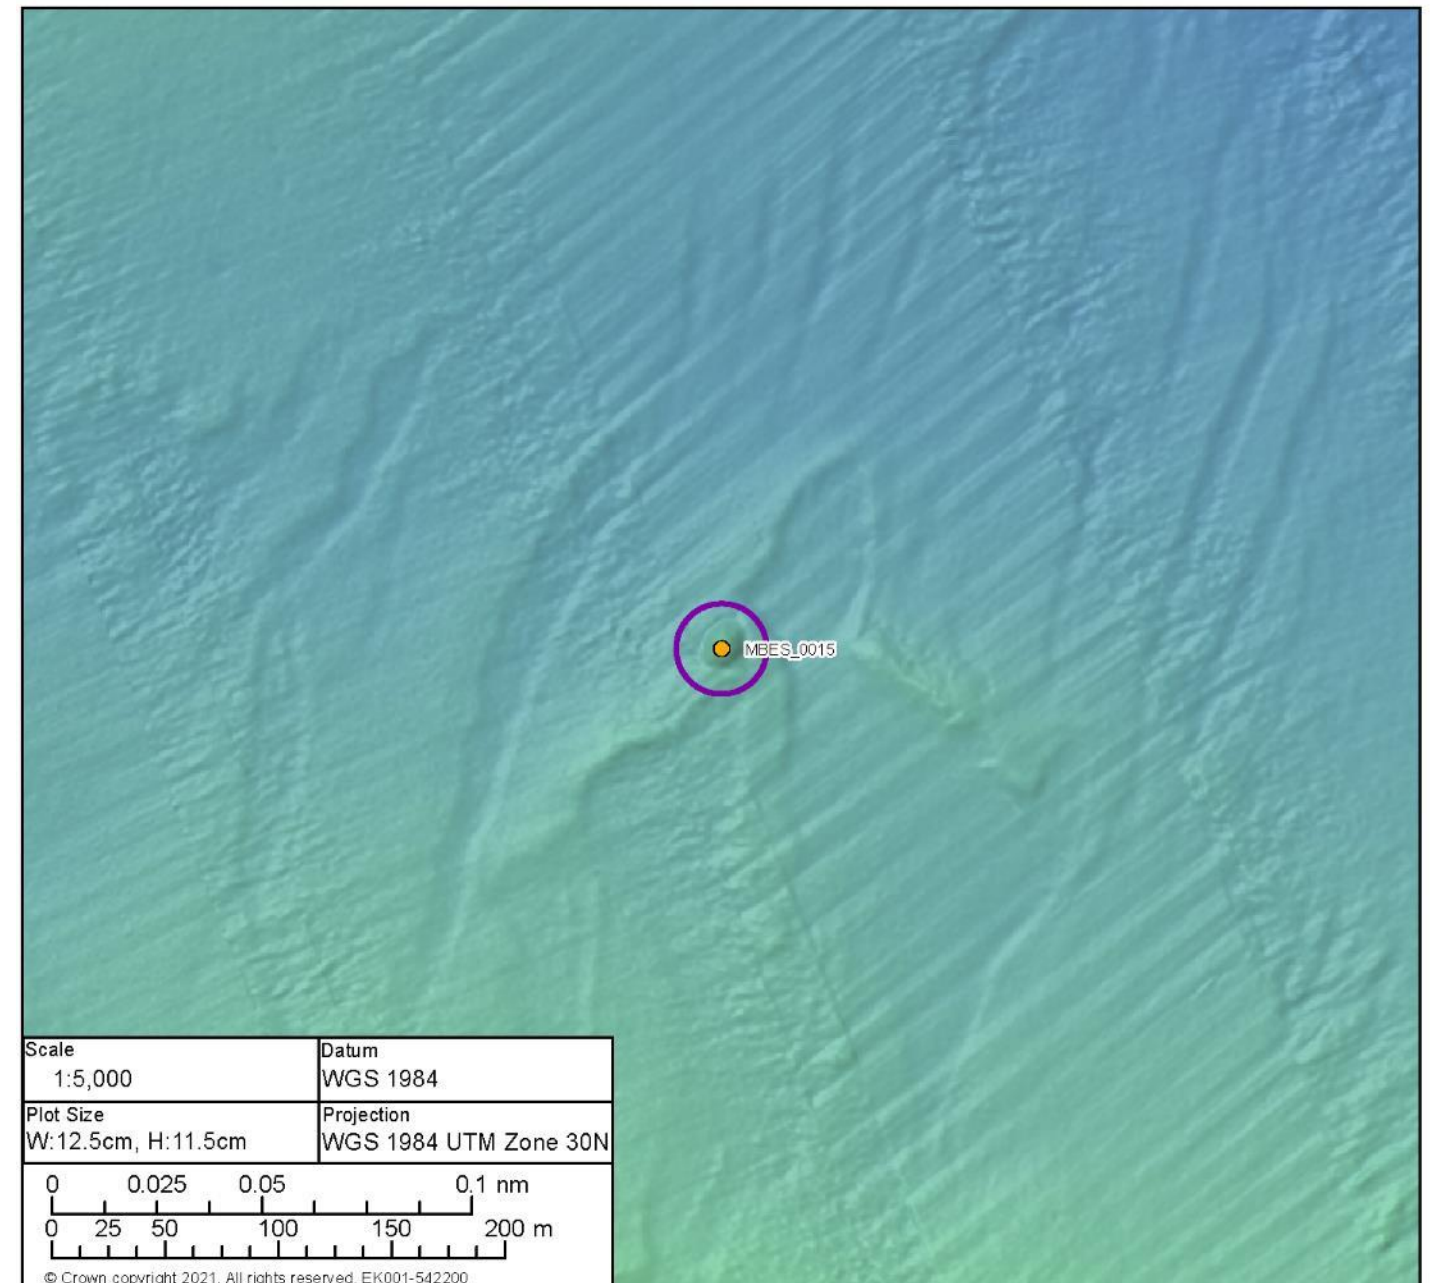 MBES_0015
Scale
1:5,000
Datum
WGS 1984
Plot Size
W:12.5cm, H:11.5cm
Projection
WGS 1984 UTM Zone 30N
0 0.025 0.05 0.1 nm
0 25 50 100 150 200 m
© Crown copyright 2021. All rights reserved. EK001-542200